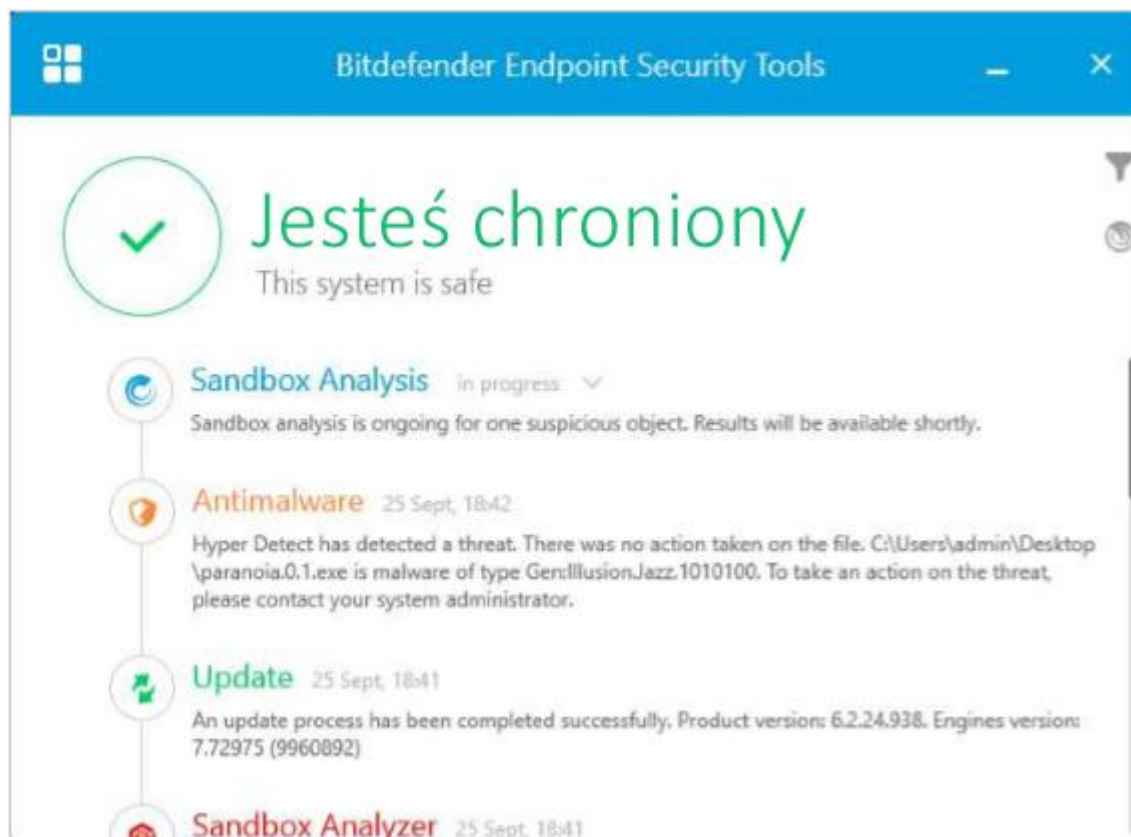 Bitdefender Endpoint Security Tools
Jesteś chroniony
This system is safe
Sandbox Analysis in progress
Sandbox analysis is ongoing for one suspicious object. Results will be available shortly.
Antimalware 25 Sept, 18:42
Hyper Detect has detected a threat. There was no action taken on the file. C:\Users\admin\Desktop
\paranoia.0.1.exe is malware of type Gen:Illusion.Jazz.1010100. To take an action on the threat,
please contact your system administrator.
Update 25 Sept, 18:41
An update process has been completed successfully. Product version: 6.2.24.938. Engines version:
7.72975 (9960892)
Sandbox Analyzer 25 Sept, 18:41